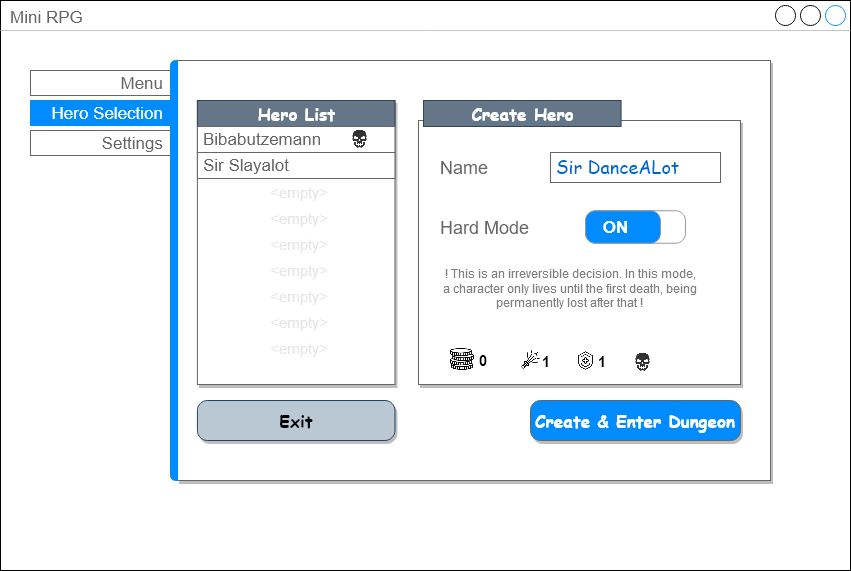 Mini RPG
Menu
Hero Selection
Settings
Hero List
Bibabutzemann
Sir Slayalot
<empty>
<empty>
<empty>
<empty>
<empty>
<empty>
<empty>
Exit
Create Hero
Name
Sir DanceALot
Hard Mode
ON
! This is an irreversible decision. In this mode,
a character only lives until the first death, being
permanently lost after that !
0 1 1
Create & Enter Dungeon